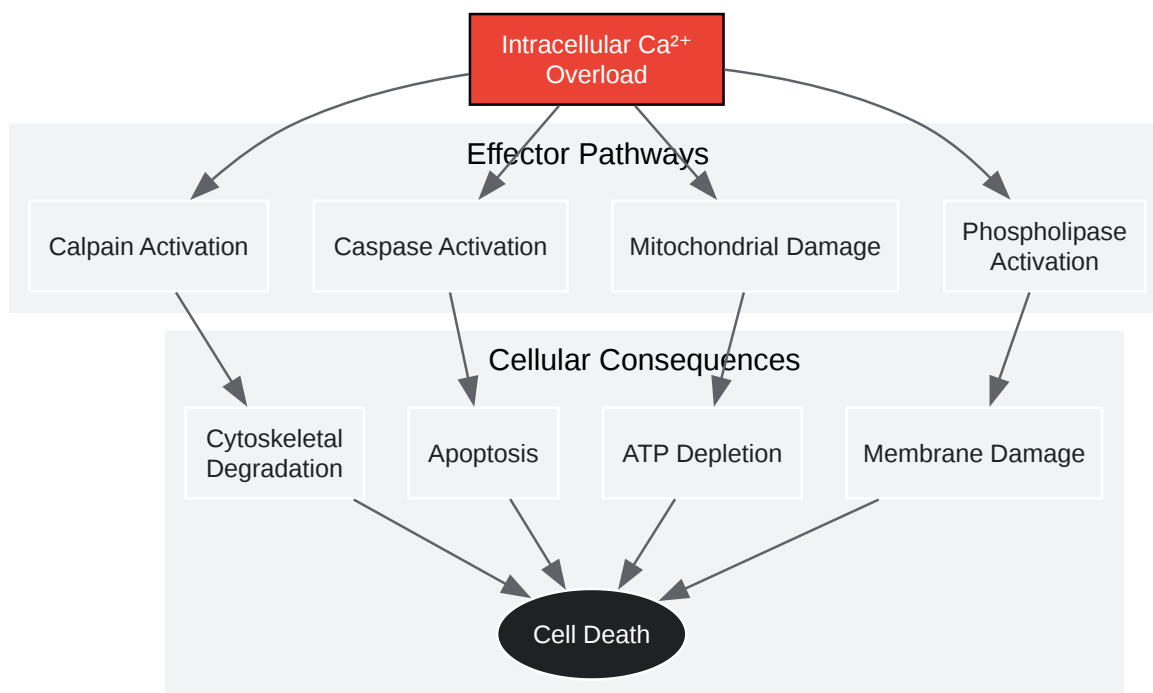 Intracellular Ca²⁺
Overload
Effector Pathways
Calpain Activation
Caspase Activation
Mitochondrial Damage
Phospholipase
Activation
Cellular Consequences
Cytoskeletal
Degradation
Apoptosis
ATP Depletion
Membrane Damage
Cell Death